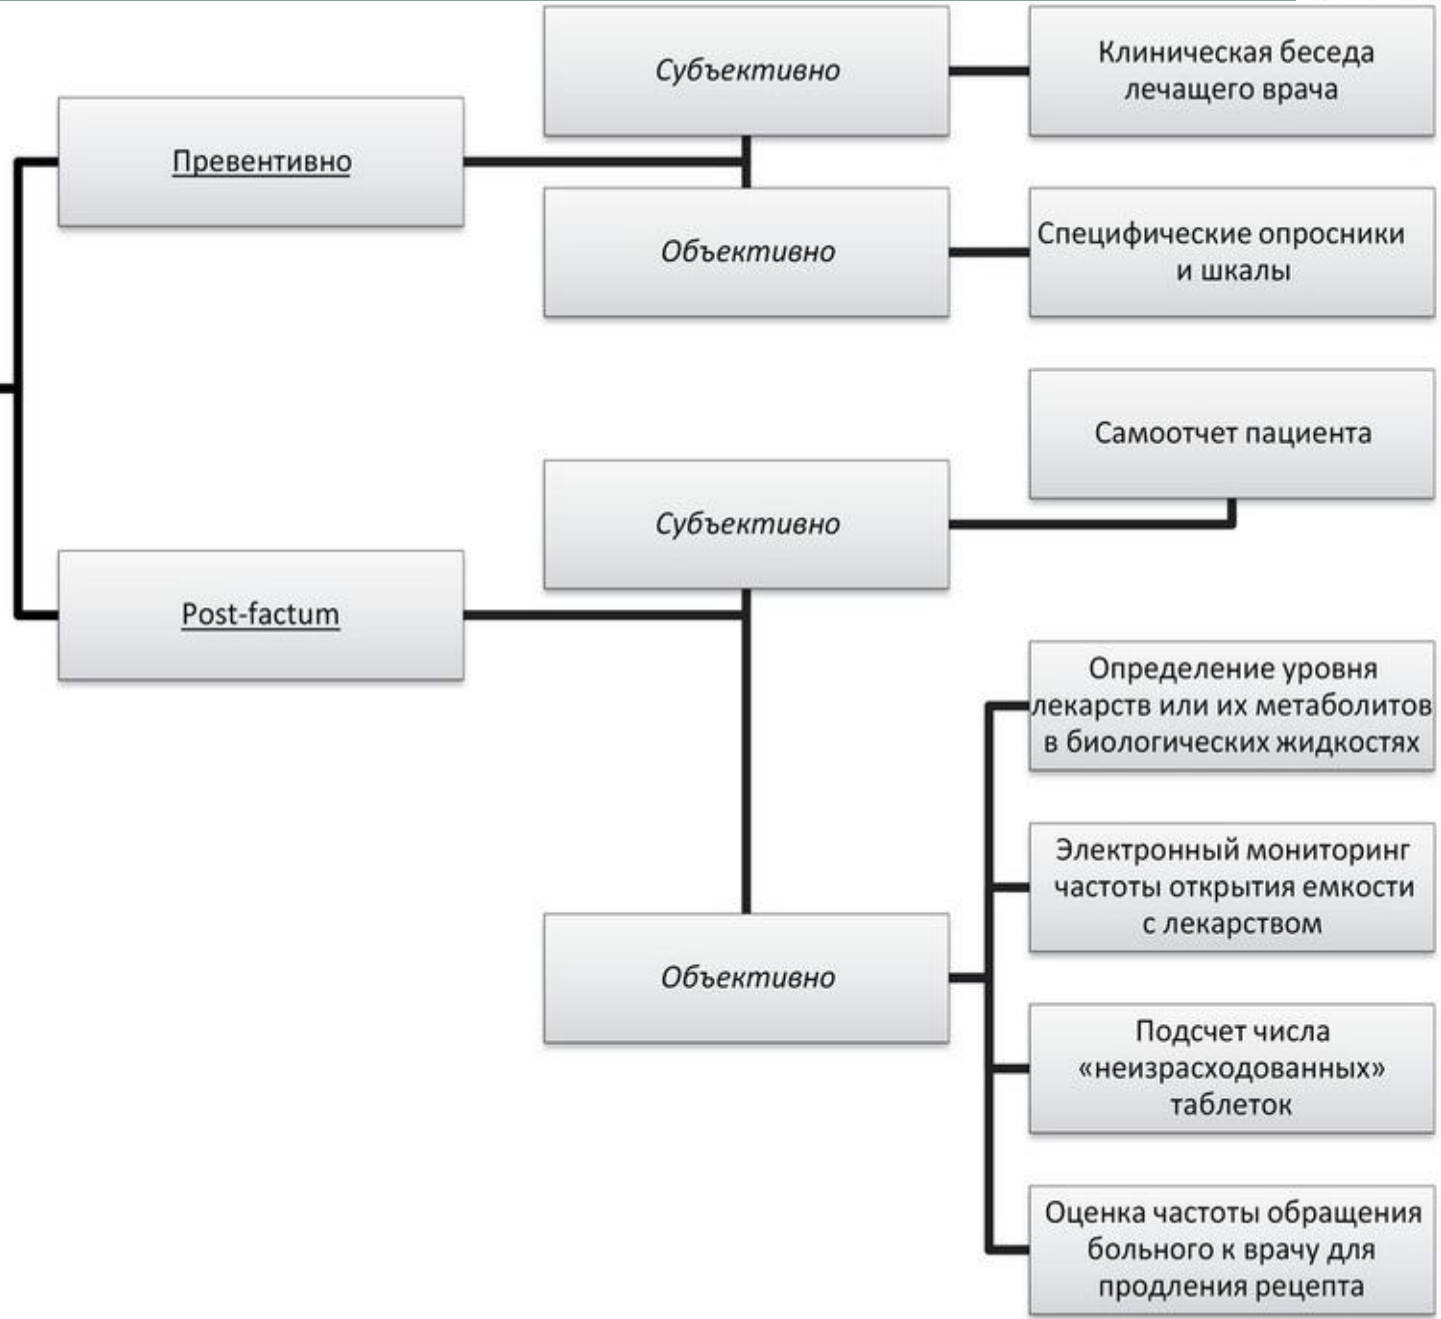 Превентивно
Субъективно
Клиническая беседа
лечащего врача
Объективно
Специфические опросники
и шкалы
Post-factum
Субъективно
Самоотчет пациента
Объективно
Определение уровня
лекарств или их метаболитов
в биологических жидкостях
Электронный мониторинг
частоты открытия емкости
с лекарством
Подсчет числа
«неизрасходованных»
таблеток
Оценка частоты обращения
больного к врачу для
продления рецепта